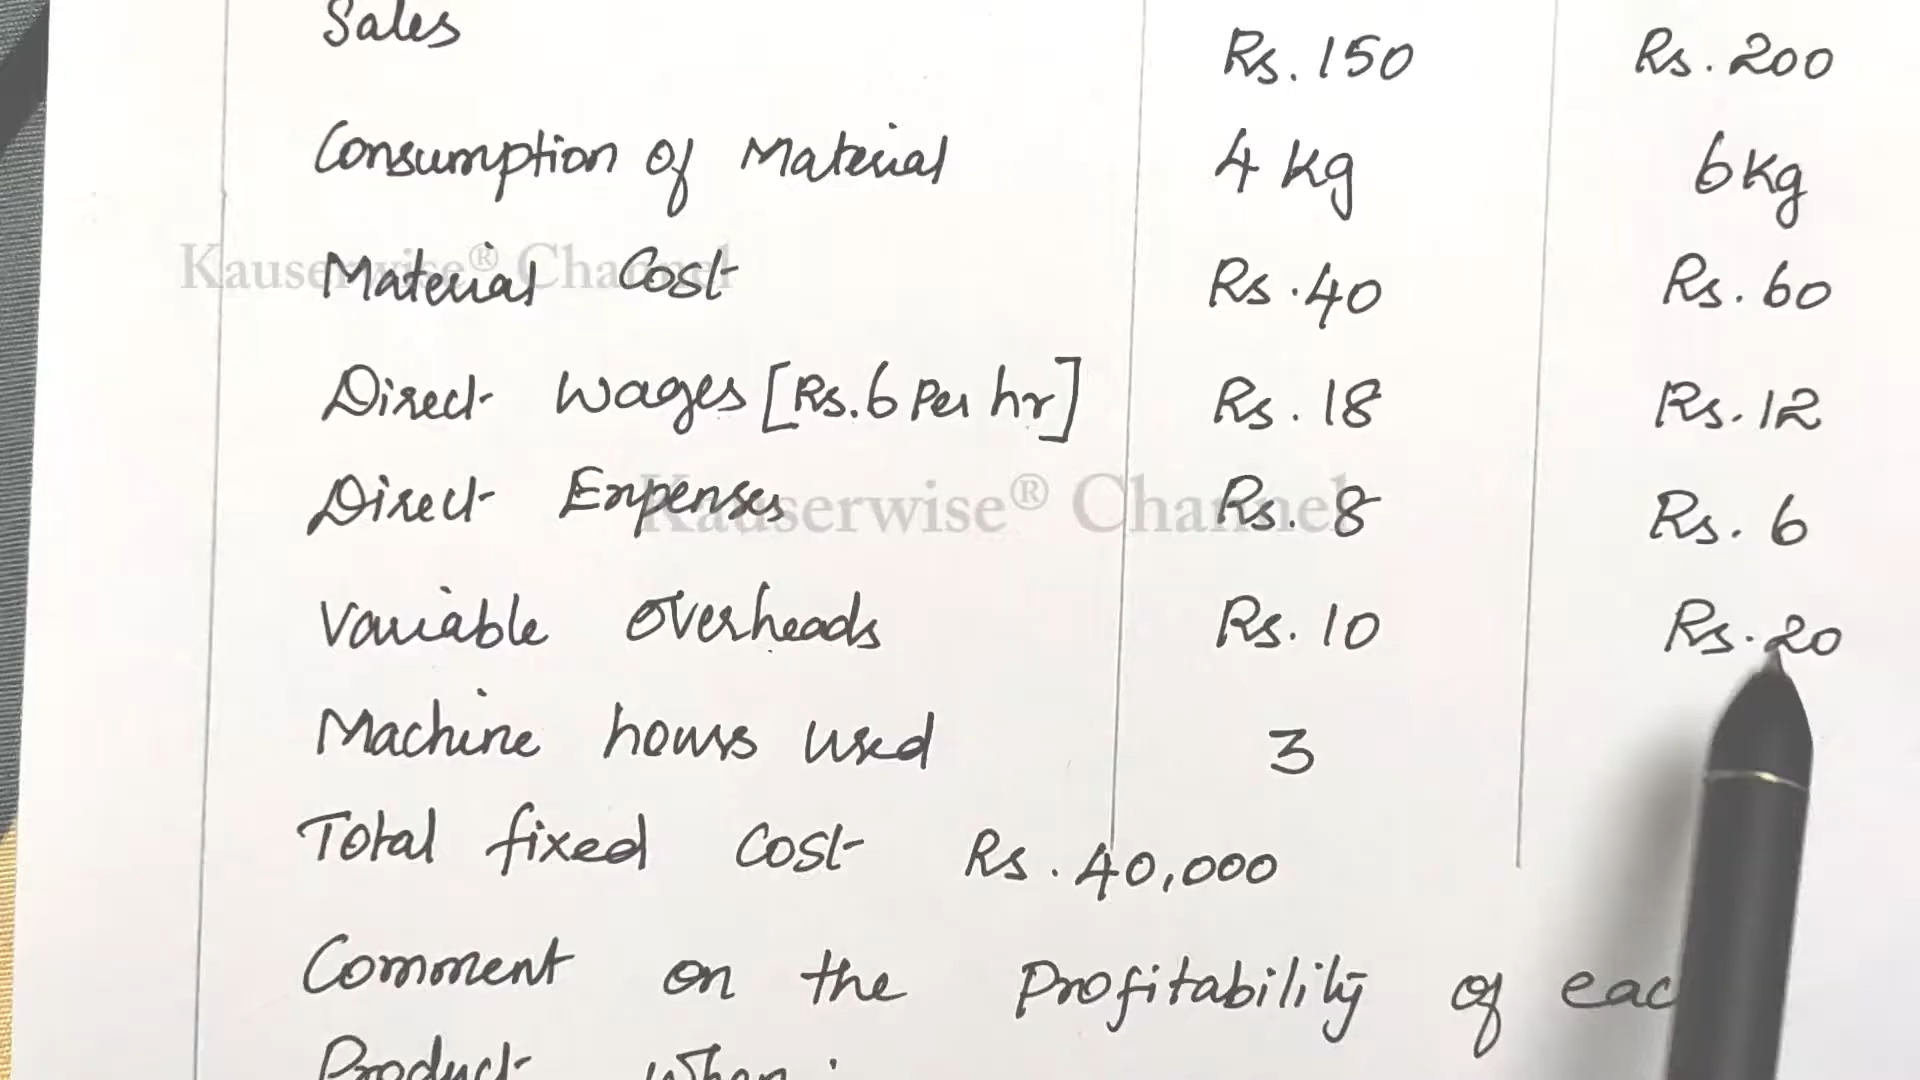 Sales Rs. 150 Rs. 200
Consumption of Material 4 Kg 6 Kg
Kauserwise® Channel
Material Cost Rs. 40 Rs. 60
Direct Wages [Rs. 6 Per hr] Rs. 18 Rs. 12
Direct Expenses Rs. 8 Rs. 6
Kauserwise® Channel
Variable Overheads Rs. 10 Rs. 20
Machine hours used 3
Total fixed Cost Rs. 40,000
Comment on the Profitability of
Product When